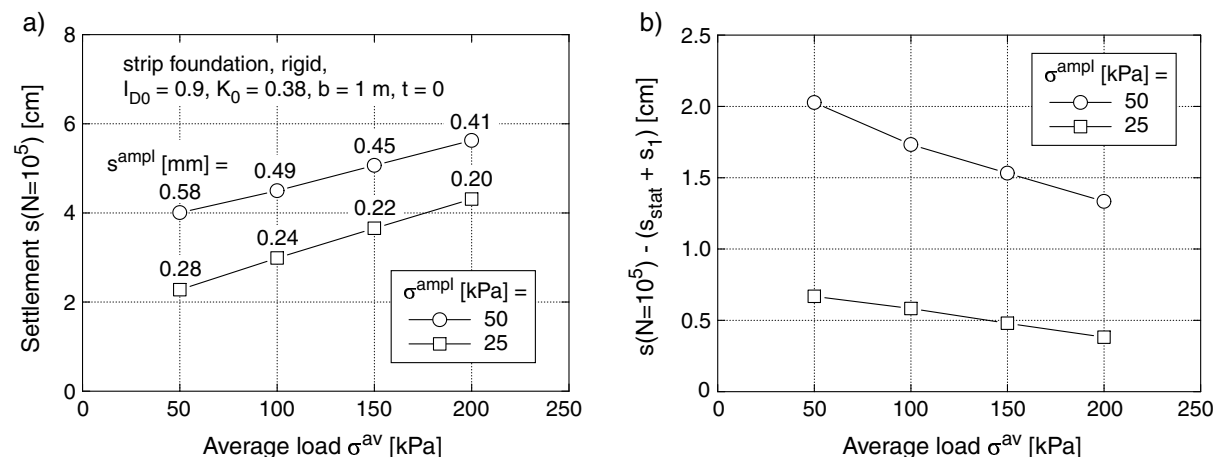 a)
Settlement s(N=10⁵) [cm]
8
6
4
2
0
strip foundation, rigid,
I_D0 = 0.9, K_0 = 0.38, b = 1 m, t = 0
s^ampl [mm] =
0.58
0.49
0.45
0.41
0.28
0.24
0.22
0.20
σ^ampl [kPa] =
50
25
0 50 100 150 200 250
Average load σ^av [kPa]
b)
s(N=10⁵) - (s_stat + s_1) [cm]
2.5
2.0
1.5
1.0
0.5
0
σ^ampl [kPa] =
50
25
0 50 100 150 200 250
Average load σ^av [kPa]